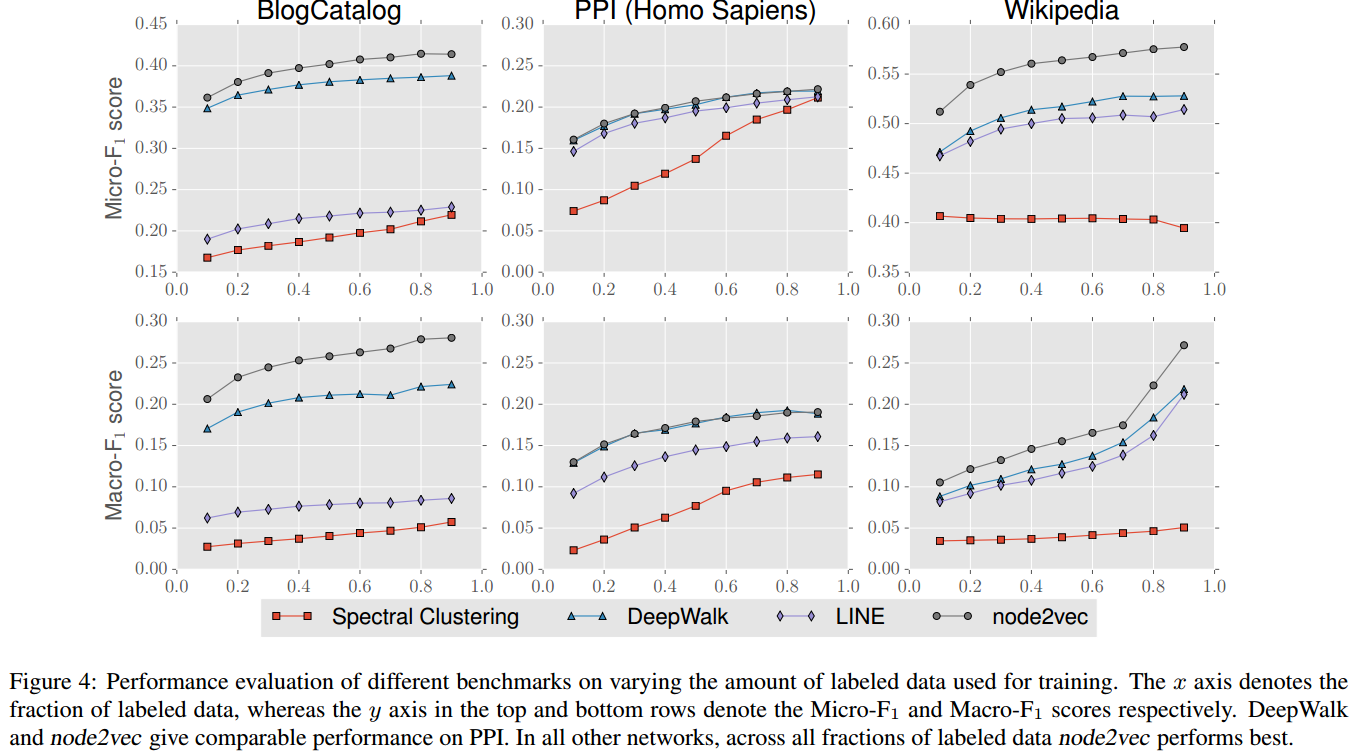 BlogCatalog PPI (Homo Sapiens) Wikipedia
0.45 0.30 0.60
0.40 0.25 0.55
0.35 0.20 0.50
0.30 0.15 0.45
0.25 0.10 0.40
0.20 0.05 0.35
0.15 0.00
Micro-F₁ score
0.0 0.2 0.4 0.6 0.8 1.0 0.0 0.2 0.4 0.6 0.8 1.0 0.0 0.2 0.4 0.6 0.8 1.0
0.30 0.30 0.30
0.25 0.25 0.25
0.20 0.20 0.20
0.15 0.15 0.15
0.10 0.10 0.10
0.05 0.05 0.05
0.00 0.00 0.00
Macro-F₁ score
0.0 0.2 0.4 0.6 0.8 1.0 0.0 0.2 0.4 0.6 0.8 1.0 0.0 0.2 0.4 0.6 0.8 1.0
Spectral Clustering DeepWalk LINE node2vec
Figure 4: Performance evaluation of different benchmarks on varying the amount of labeled data used for training. The x axis denotes the
fraction of labeled data, whereas the y axis in the top and bottom rows denote the Micro-F₁ and Macro-F₁ scores respectively. DeepWalk
and node2vec give comparable performance on PPI. In all other networks, across all fractions of labeled data node2vec performs best.